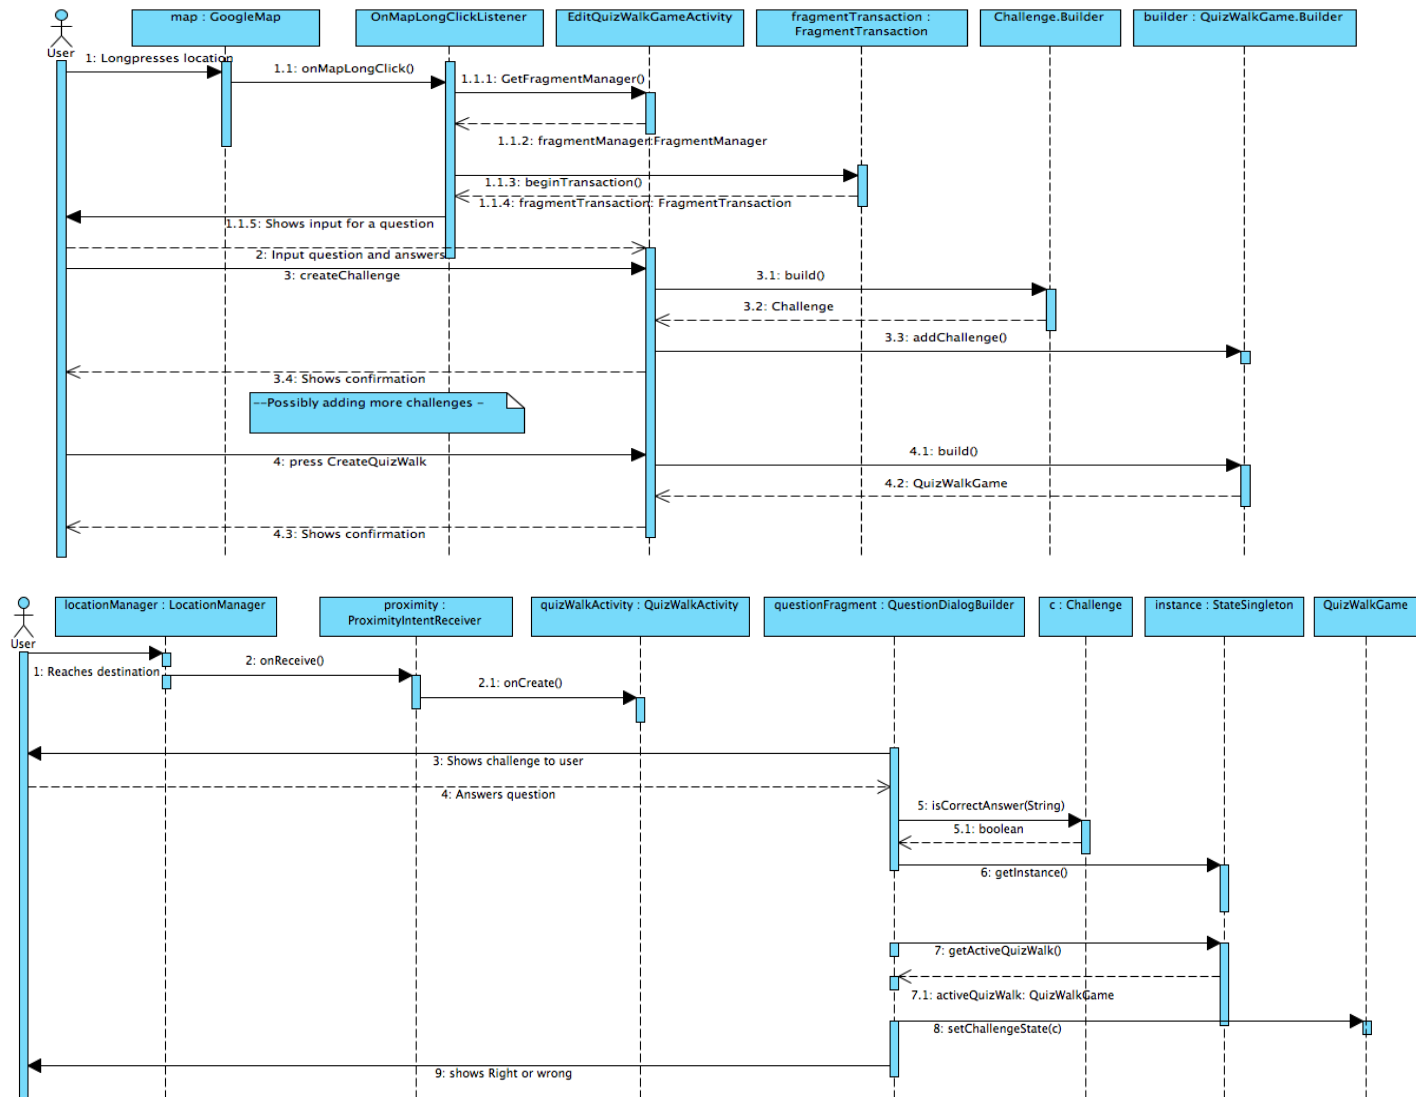 map : GoogleMap
OnMapLongClickListener
EditQuizWalkGameActivity
fragmentTransaction :
FragmentTransaction
Challenge.Builder
builder : QuizWalkGame.Builder
User
1: Longpresses location
1.1: onMapLongClick()
1.1.1: GetFragmentManager()
1.1.2: fragmentManager:FragmentManager
1.1.3: beginTransaction()
1.1.4: fragmentTransaction: FragmentTransaction
1.1.5: Shows input for a question
2: Input question and answers
3: createChallenge
3.1: build()
3.2: Challenge
3.3: addChallenge()
3.4: Shows confirmation
--Possibly adding more challenges -
4: press CreateQuizWalk
4.1: build()
4.2: QuizWalkGame
4.3: Shows confirmation
locationManager : LocationManager
proximity :
ProximityIntentReceiver
quizWalkActivity : QuizWalkActivity
questionFragment : QuestionDialogBuilder
c : Challenge
instance : StateSingleton
QuizWalkGame
User
1: Reaches destination
2: onReceive()
2.1: onCreate()
3: Shows challenge to user
4: Answers question
5: isCorrectAnswer(String)
5.1: boolean
6: getInstance()
7: getActiveQuizWalk()
7.1: activeQuizWalk: QuizWalkGame
8: setChallengeState(c)
9: shows Right or wrong